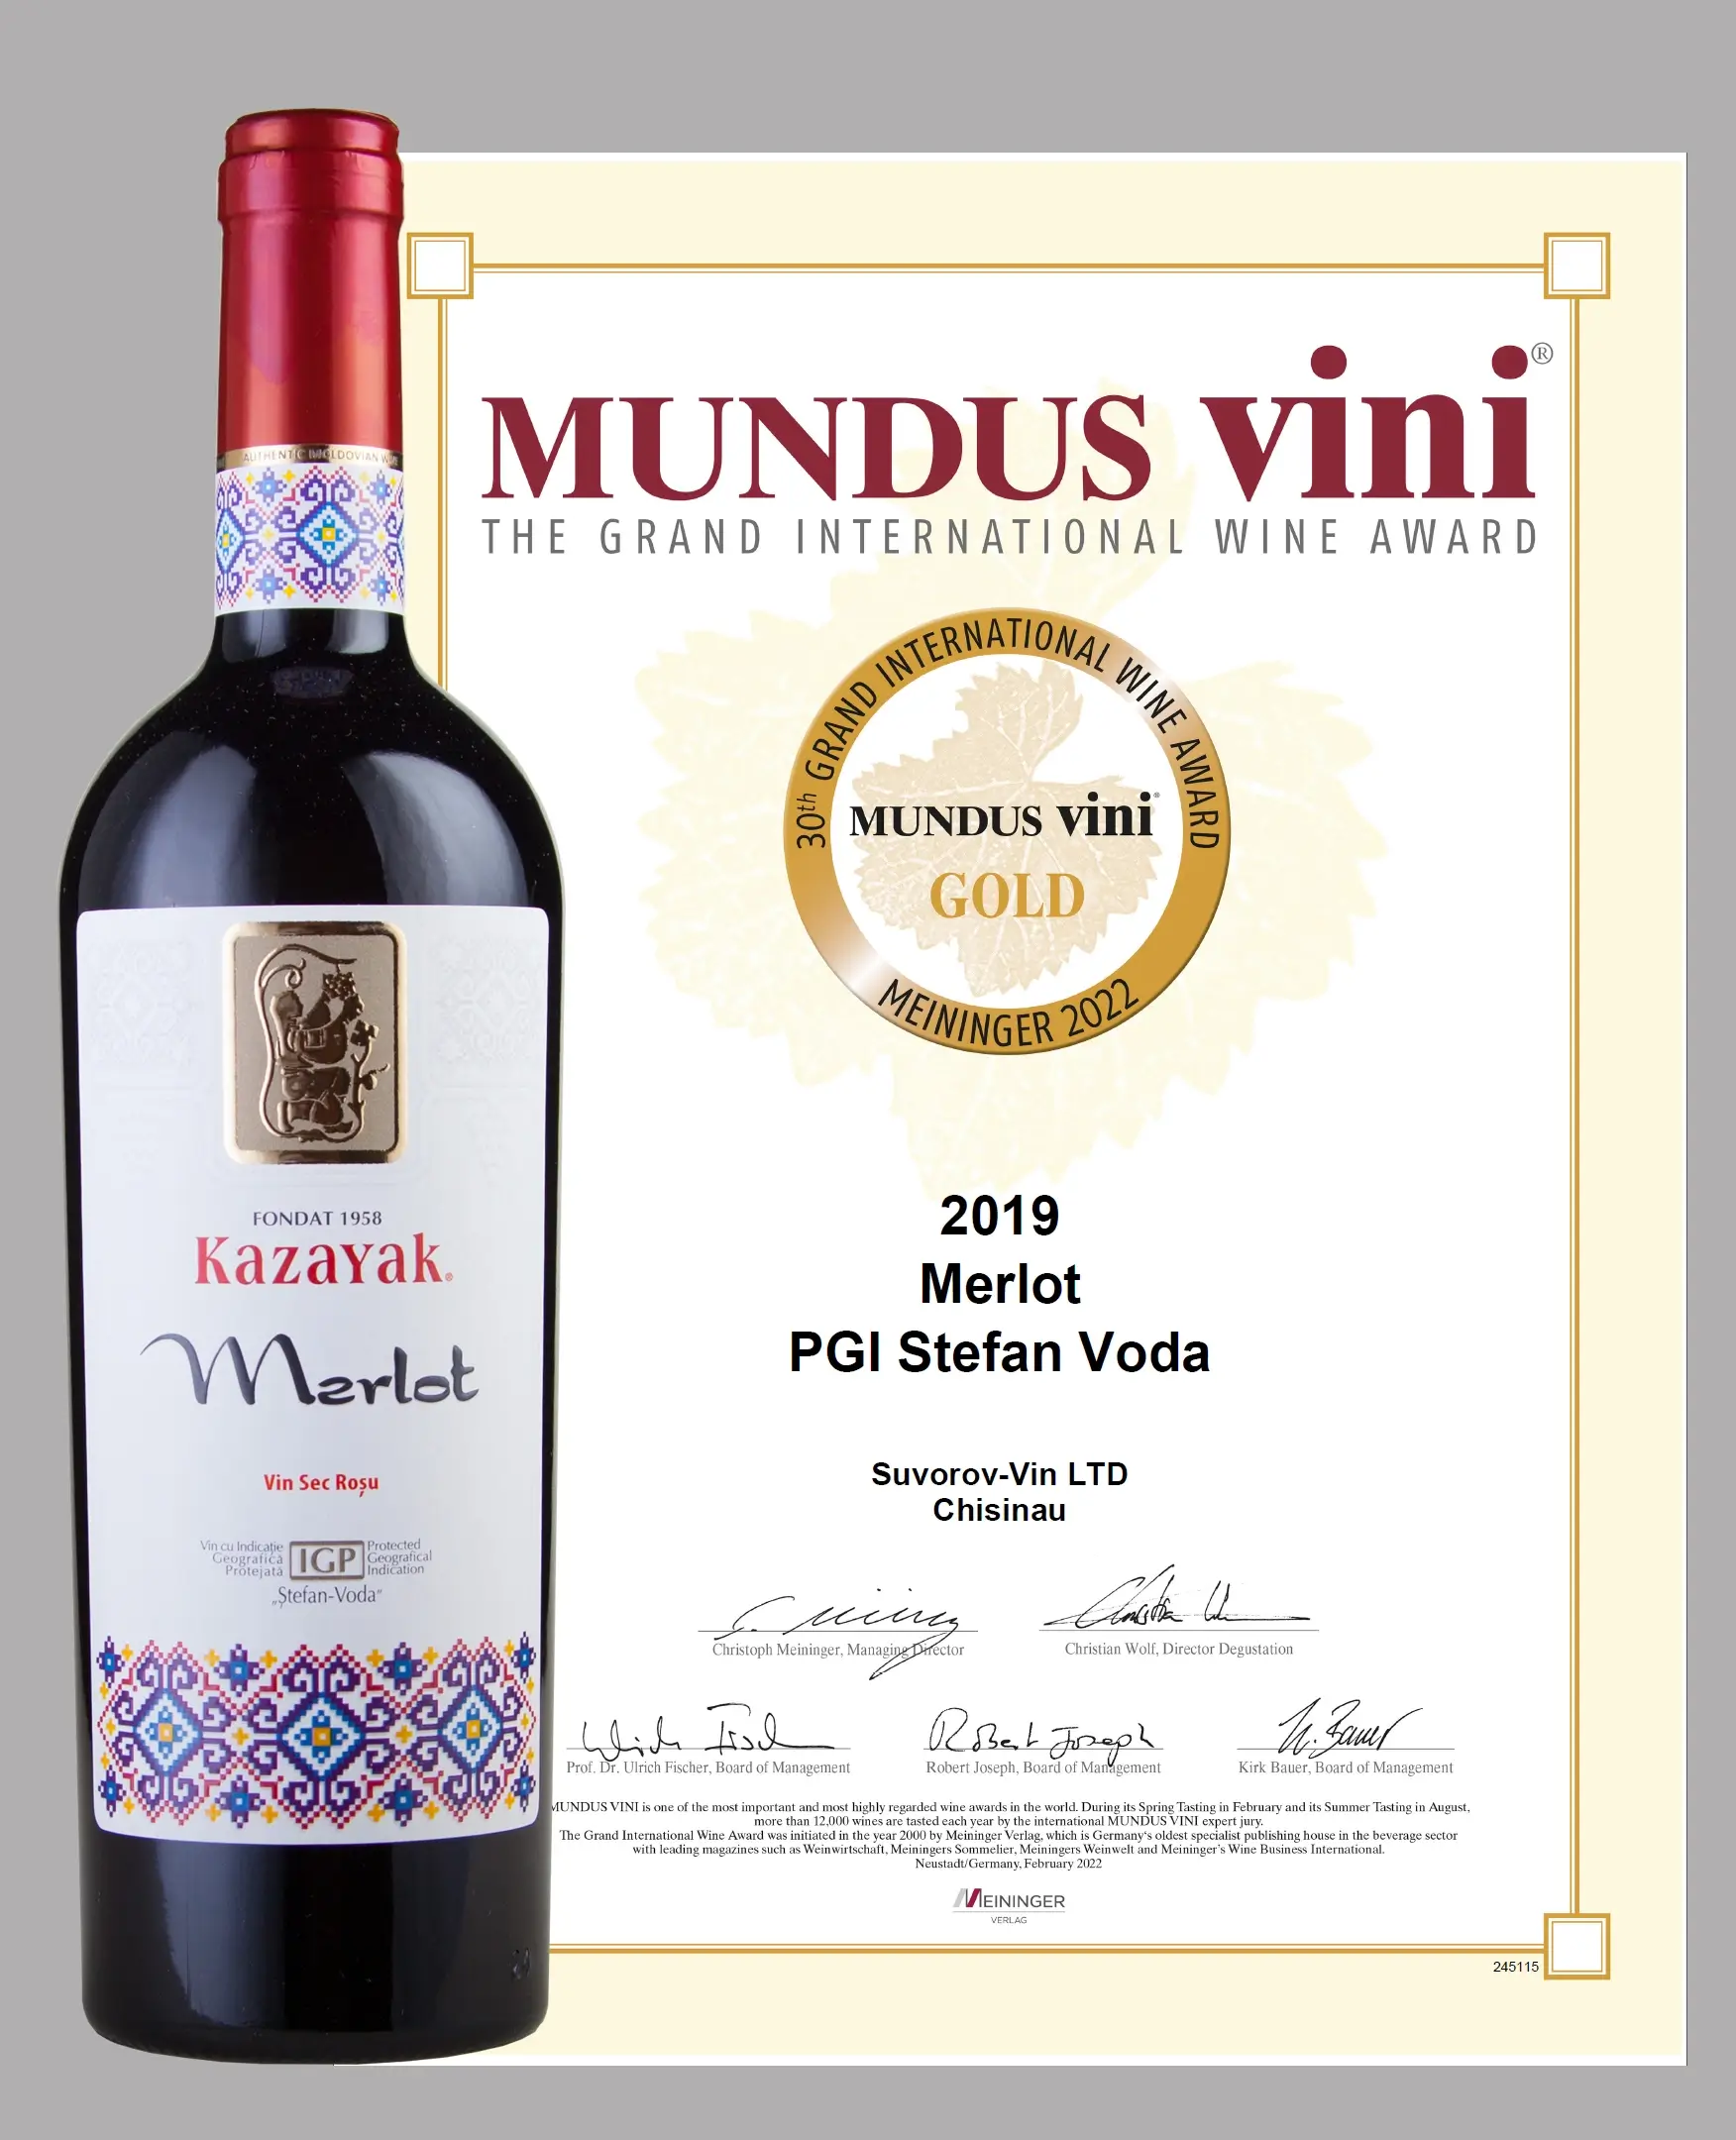 AUTHENTIC MOLDOVIAN WINE
FONDAT 1958
Kazayak®
Merlot
Vin Sec Roșu
Vin cu Indicație
Geografică
Protejată
IGP
Protected
Geografical
Indication
„Ștefan-Voda”
MUNDUS vini®
THE GRAND INTERNATIONAL WINE AWARD
30th GRAND INTERNATIONAL WINE AWARD
MUNDUS vini®
GOLD
MEININGER 2022
2019
Merlot
PGI Stefan Voda
Suvorov-Vin LTD
Chisinau
Christoph Meininger, Managing Director
Christian Wolf, Director Degustation
Robert Joseph
K. Bauer
Prof. Dr. Ulrich Fischer, Board of Management
Robert Joseph, Board of Management
Kirk Bauer, Board of Management
MUNDUS VINI is one of the most important and most highly regarded wine awards in the world. During its Spring Tasting in February and its Summer Tasting in August,
more than 12,000 wines are tasted each year by the international MUNDUS VINI expert jury.
The Grand International Wine Award was initiated in the year 2000 by Meininger Verlag, which is Germany's oldest specialist publishing house in the beverage sector
with leading magazines such as Weinwirtschaft, Meiningers Sommelier, Meiningers Weinwelt and Meininger's Wine Business International.
Neustadt/Germany, February 2022
MEININGER
VERLAG
245115